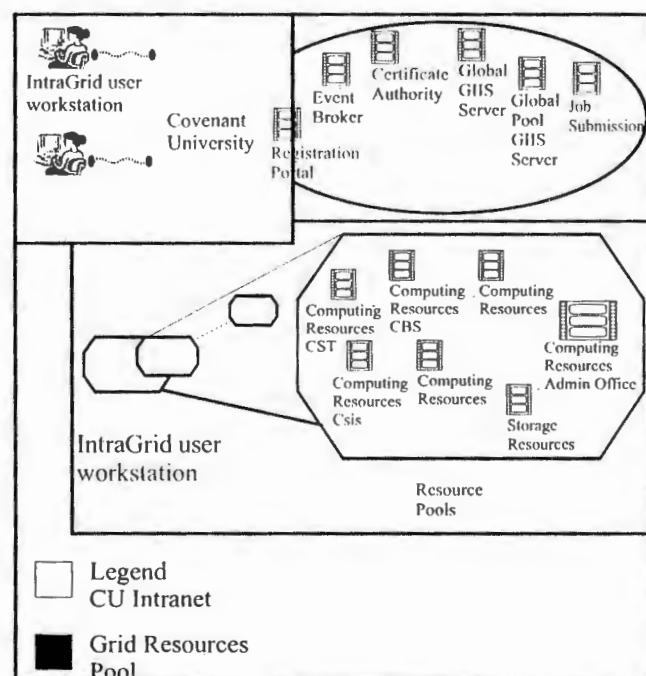 IntraGrid user
workstation
Covenant
University
Registration
Portal
Event
Broker
Certificate
Authority
Global
GIIS
Server
Global
Pool
GIIS
Server
Job
Submission
Computing
Resources
CST
Computing
Resources
CBS
Computing
Resources
Computing
Resources
Admin Office
Computing
Resources
Csis
Computing
Resources
Storage
Resources
IntraGrid user
workstation
Resource
Pools
Legend
CU Intranet
Grid Resources
Pool